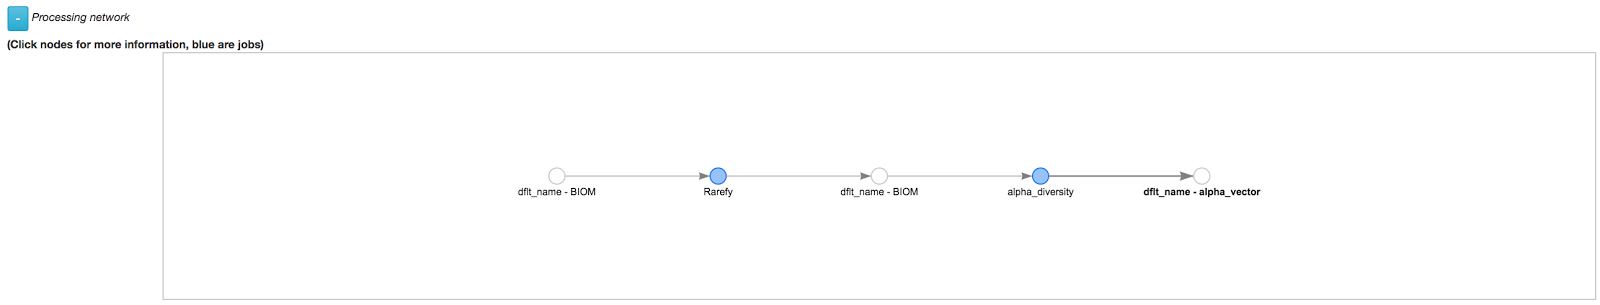 - Processing network
(Click nodes for more information, blue are jobs)
dflt_name - BIOM
Rarefy
dflt_name - BIOM
alpha_diversity
dflt_name - alpha_vector